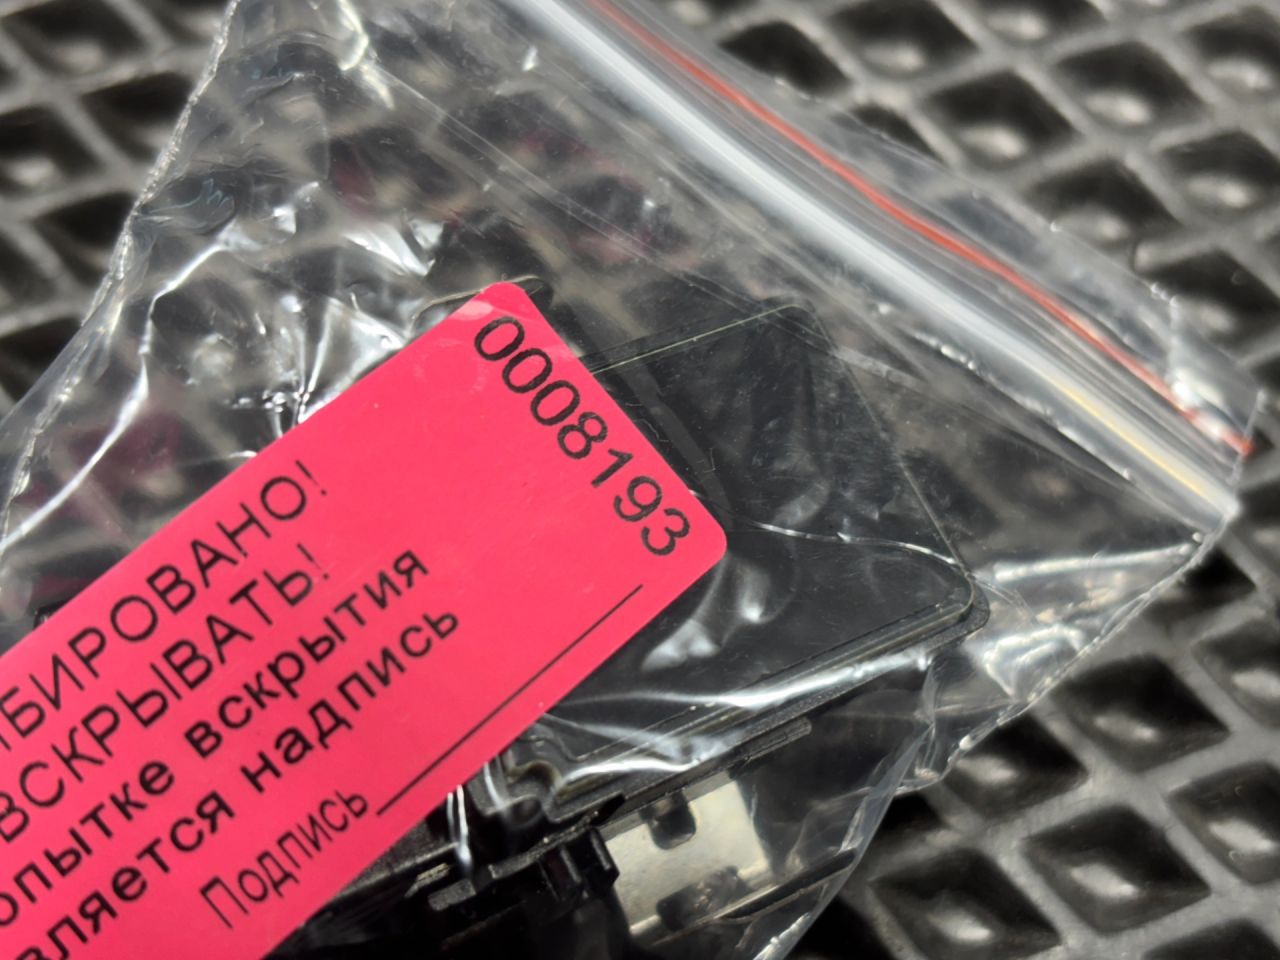 0008193
БИРОВАНО!
ВСКРЫВАТЬ!
опытке вскрытия
вляется надпись
Подпись